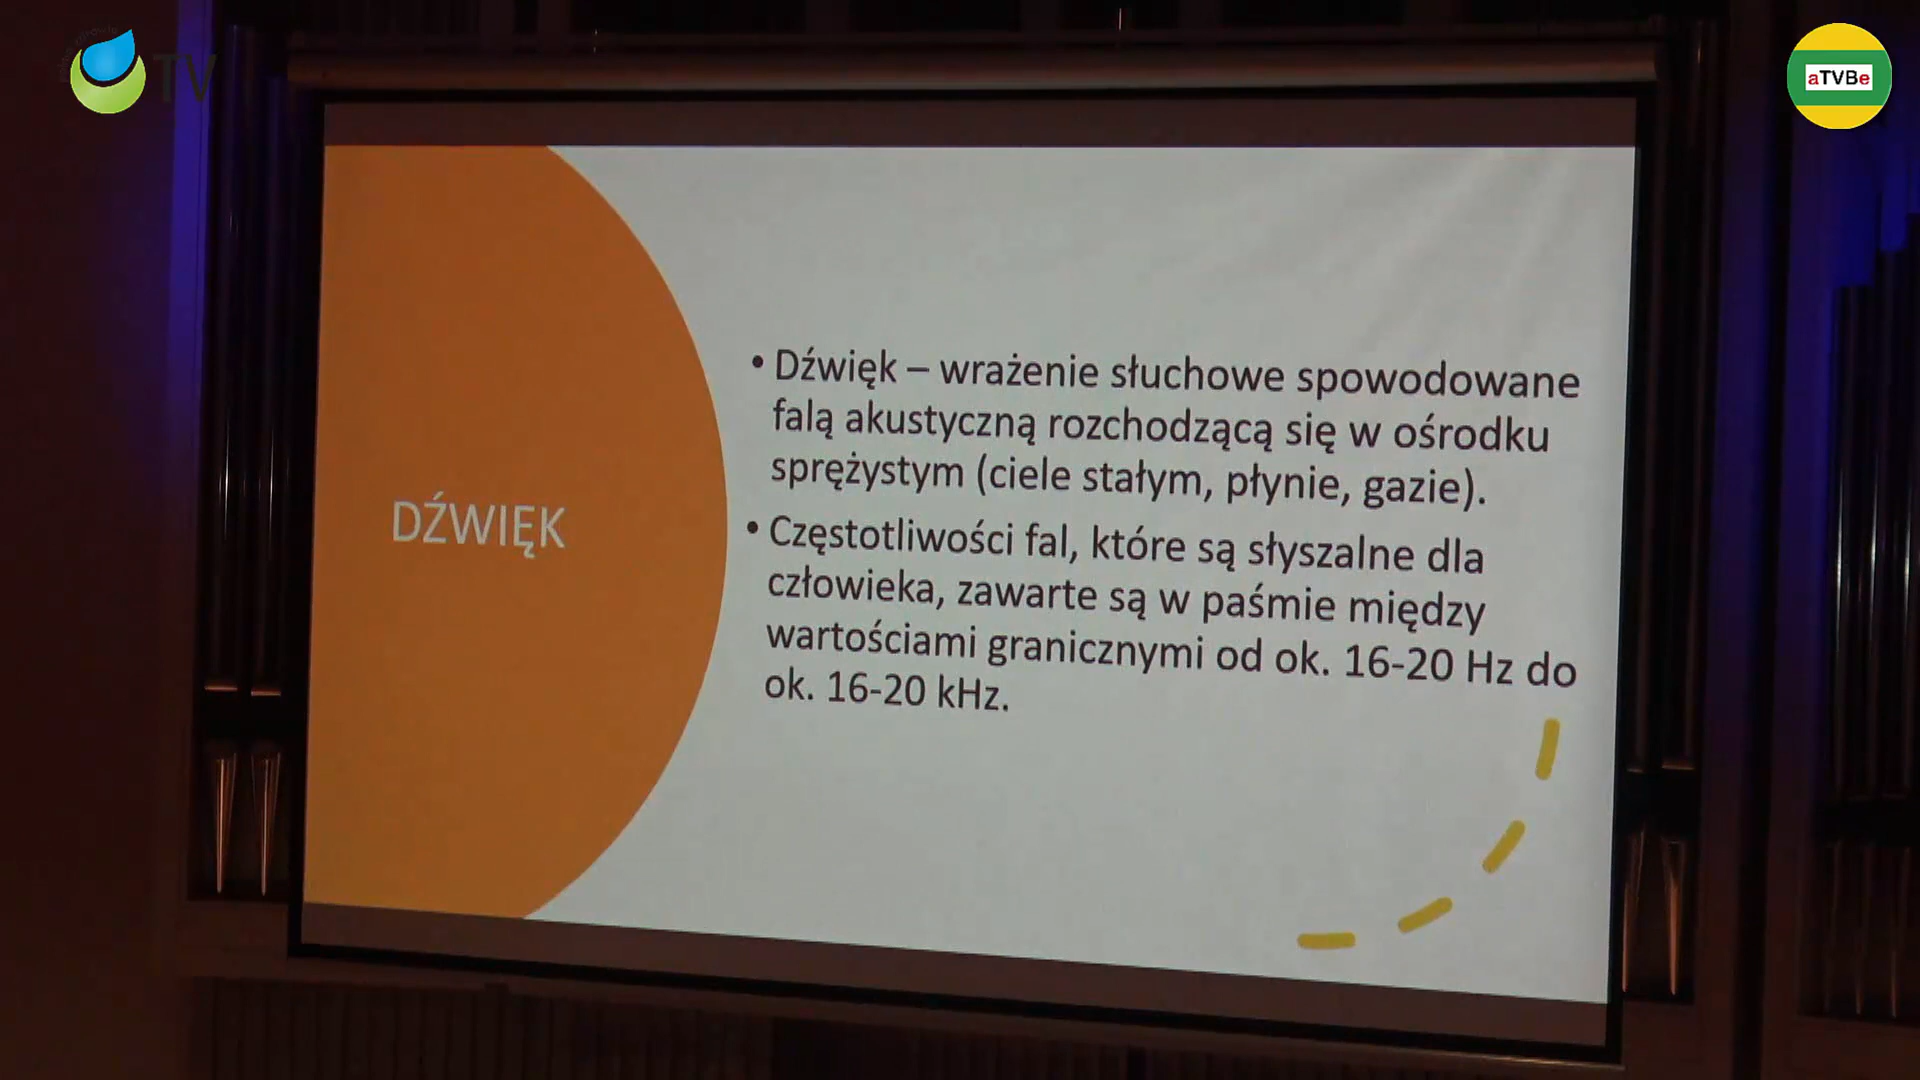 TV
aTVBe
DŹWIĘK
• Dźwięk – wrażenie słuchowe spowodowane
falą akustyczną rozchodzącą się w ośrodku
sprężystym (ciele stałym, płynie, gazie).
• Częstotliwości fal, które są słyszalne dla
człowieka, zawarte są w paśmie między
wartościami granicznymi od ok. 16-20 Hz do
ok. 16-20 kHz.